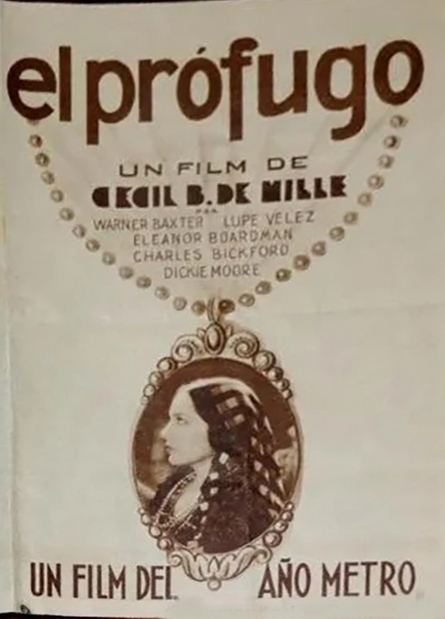 el prófugo
UN FILM DE
CECIL B. DE MILLE
POR
WARNER BAXTER LUPE VELEZ
ELEANOR BOARDMAN
CHARLES BICKFORD
DICKIE MOORE
UN FILM DEL AÑO METRO